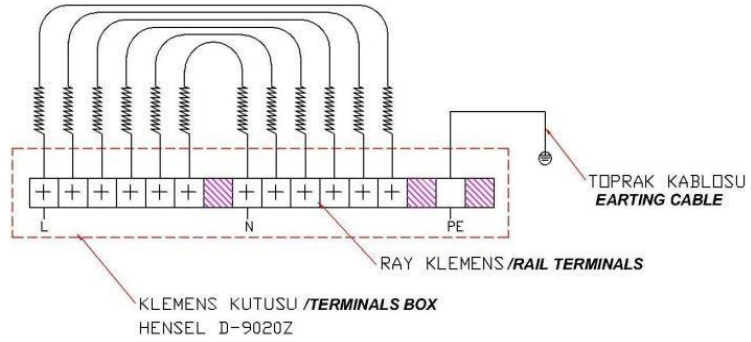 L N PE
TOPRAK KABLOSU
EARTING CABLE
RAY KLEMENS /RAIL TERMINALS
KLEMENS KUTUSU /TERMINALS BOX
HENSEL D-9020Z